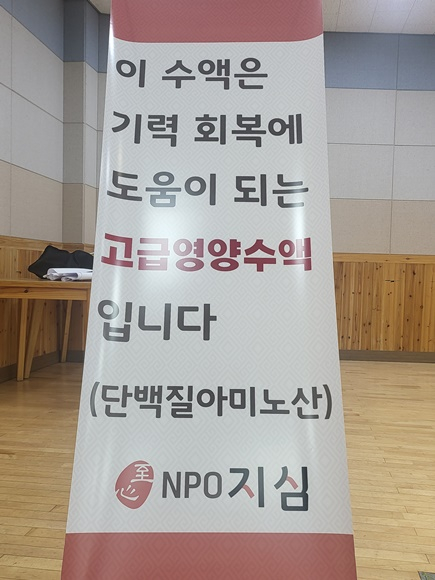 이 수액은
기력 회복에
도움이 되는
고급영양수액
입니다
(단백질아미노산)
至心 NPO지심